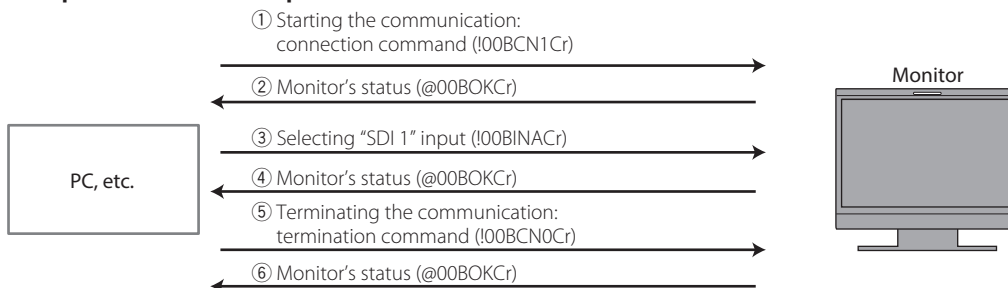 ① Starting the communication:
connection command (!00BCN1Cr)
② Monitor's status (@00BOKCr)
Monitor
③ Selecting “SDI 1” input (!00BINACr)
PC, etc.
④ Monitor's status (@00BOKCr)
⑤ Terminating the communication:
termination command (!00BCN0Cr)
⑥ Monitor's status (@00BOKCr)